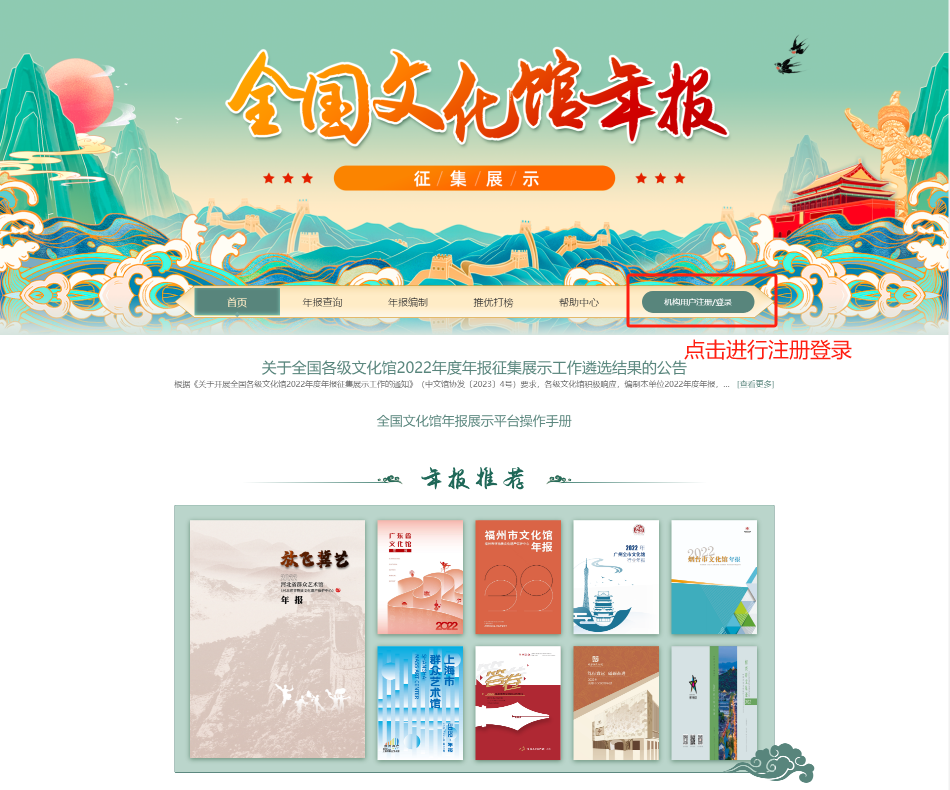 全国文化馆年报
征/集/展/示
首页 年报查询 年报编制 推优打榜 帮助中心 机构用户注册/登录
点击进行注册登录
关于全国各级文化馆2022年度年报征集展示工作遴选结果的公告
根据《关于开展全国各级文化馆2022年度年报征集展示工作的通知》（中文馆协发〔2023〕4号）要求，各级文化馆积极响应，编制本单位2022年度年报，... [查看更多]
全国文化馆年报展示平台操作手册
年报推荐
放飞冀艺
河北省群众艺术馆
年 报
广东省
文化馆
2022
福州市文化馆
年报
2022 年
广州市文化馆
2022
烟台市文化馆年报
上海市
群众艺术馆